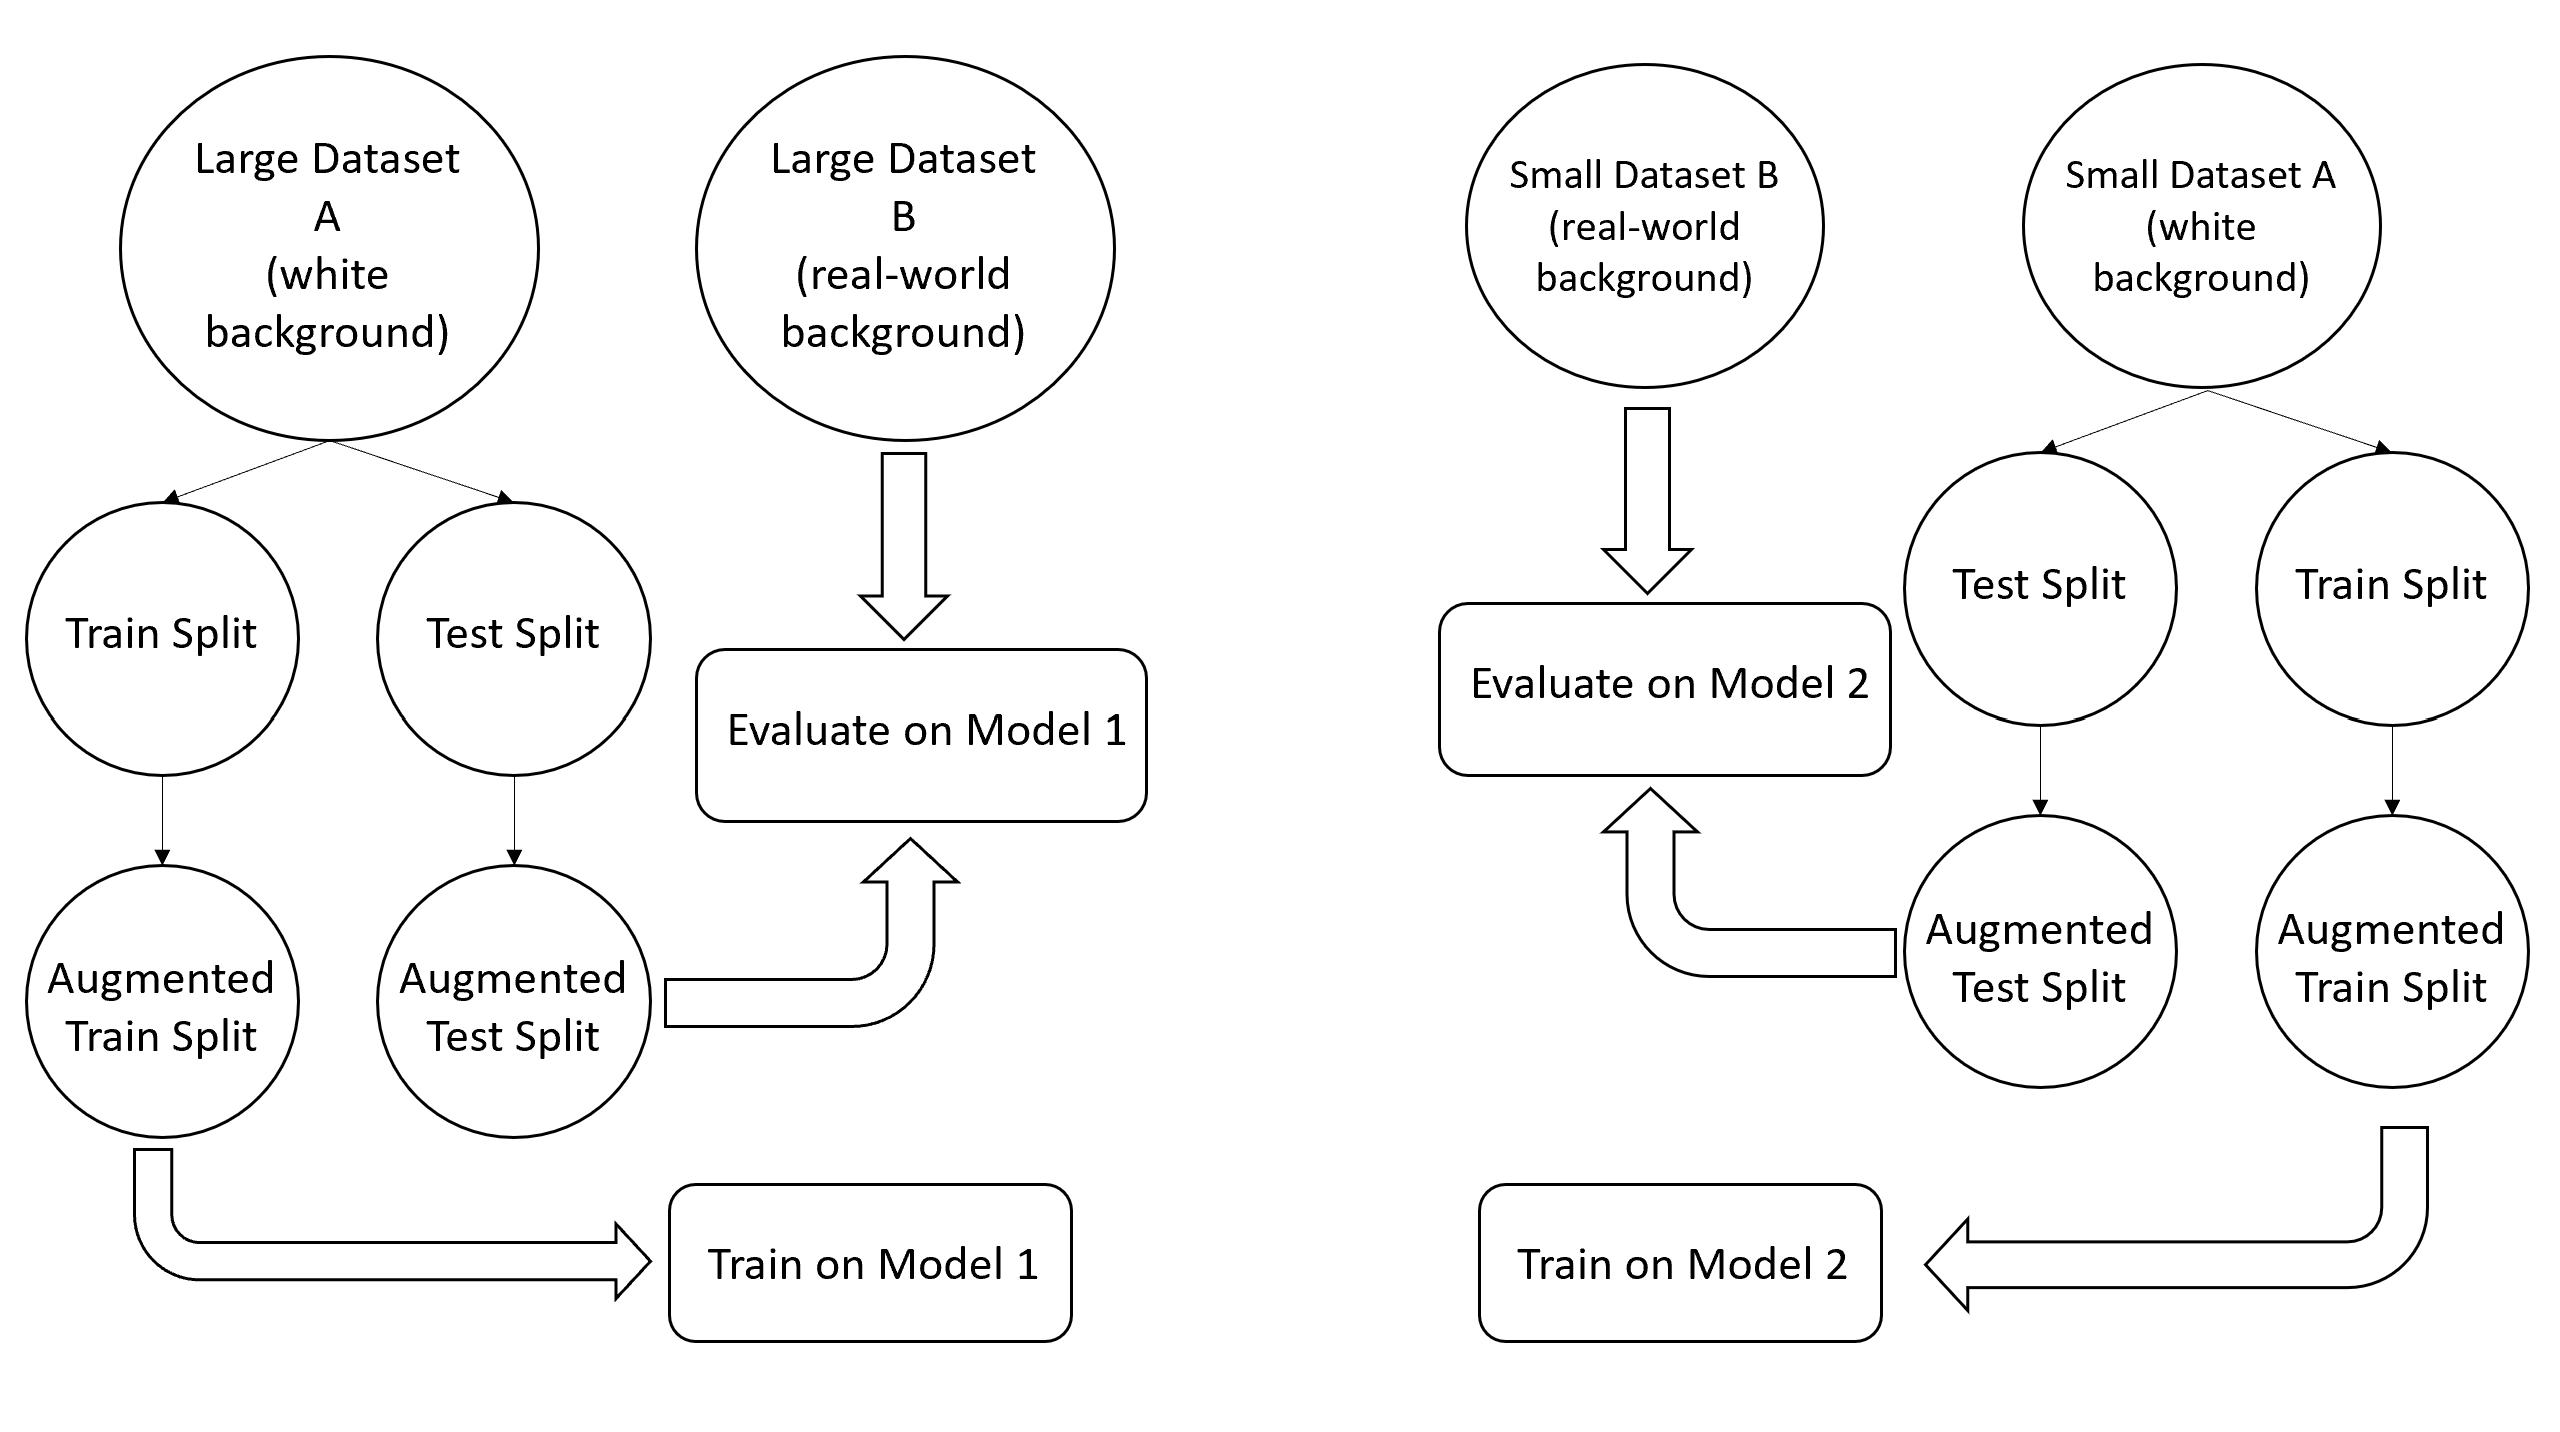 Large Dataset
A
(white
background)
Large Dataset
B
(real-world
background)
Train Split
Test Split
Evaluate on Model 1
Augmented
Train Split
Augmented
Test Split
Train on Model 1
Small Dataset B
(real-world
background)
Small Dataset A
(white
background)
Evaluate on Model 2
Test Split
Train Split
Augmented
Test Split
Augmented
Train Split
Train on Model 2